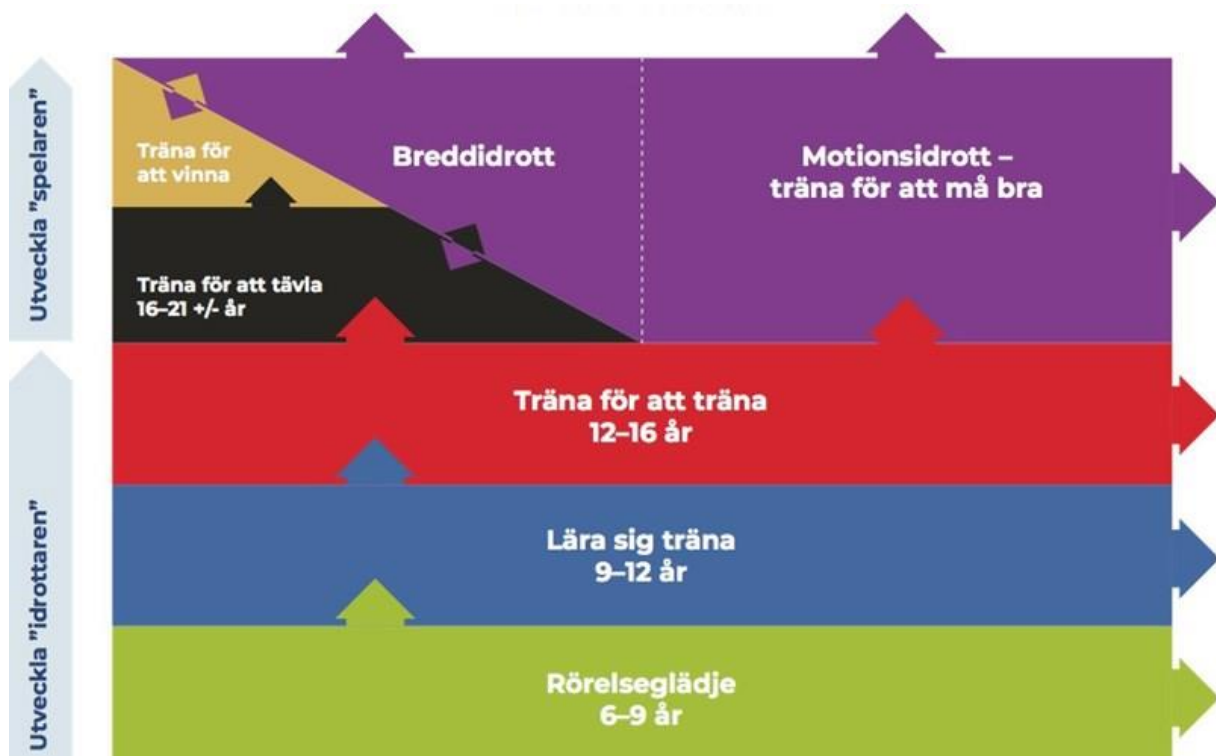 Utveckla ”spelaren”
Träna för
att vinna
Breddidrott
Motionsidrott –
träna för att må bra
Träna för att tävla
16–21 +/- år
Utveckla ”idrottaren”
Träna för att träna
12–16 år
Lära sig träna
9–12 år
Rörelseglädje
6–9 år